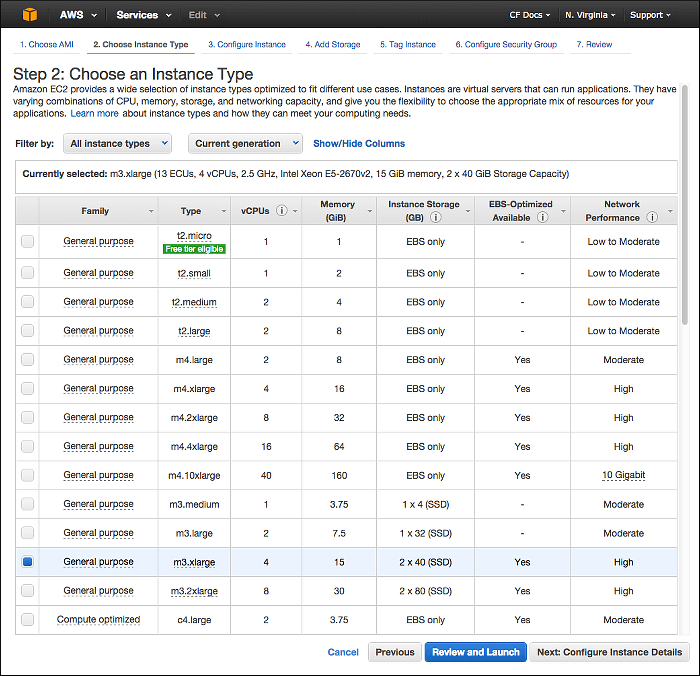 AWS Services Edit CF Docs N. Virginia Support
1. Choose AMI 2. Choose Instance Type 3. Configure Instance 4. Add Storage 5. Tag Instance 6. Configure Security Group 7. Review
Step 2: Choose an Instance Type
Amazon EC2 provides a wide selection of instance types optimized to fit different use cases. Instances are virtual servers that can run applications. They have
varying combinations of CPU, memory, storage, and networking capacity, and give you the flexibility to choose the appropriate mix of resources for your
applications. Learn more about instance types and how they can meet your computing needs.
Filter by: All instance types Current generation Show/Hide Columns
Currently selected: m3.xlarge (13 ECUs, 4 vCPUs, 2.5 GHz, Intel Xeon E5-2670v2, 15 GiB memory, 2 x 40 GiB Storage Capacity)
Family Type vCPUs i Memory (GiB) Instance Storage (GB) i EBS-Optimized Available i Network Performance i
General purpose t2.micro Free tier eligible 1 1 EBS only - Low to Moderate
General purpose t2.small 1 2 EBS only - Low to Moderate
General purpose t2.medium 2 4 EBS only - Low to Moderate
General purpose t2.large 2 8 EBS only - Low to Moderate
General purpose m4.large 2 8 EBS only Yes Moderate
General purpose m4.xlarge 4 16 EBS only Yes High
General purpose m4.2xlarge 8 32 EBS only Yes High
General purpose m4.4xlarge 16 64 EBS only Yes High
General purpose m4.10xlarge 40 160 EBS only Yes 10 Gigabit
General purpose m3.medium 1 3.75 1 x 4 (SSD) - Moderate
General purpose m3.large 2 7.5 1 x 32 (SSD) - Moderate
General purpose m3.xlarge 4 15 2 x 40 (SSD) Yes High
General purpose m3.2xlarge 8 30 2 x 80 (SSD) Yes High
Compute optimized c4.large 2 3.75 EBS only Yes Moderate
Cancel Previous Review and Launch Next: Configure Instance Details